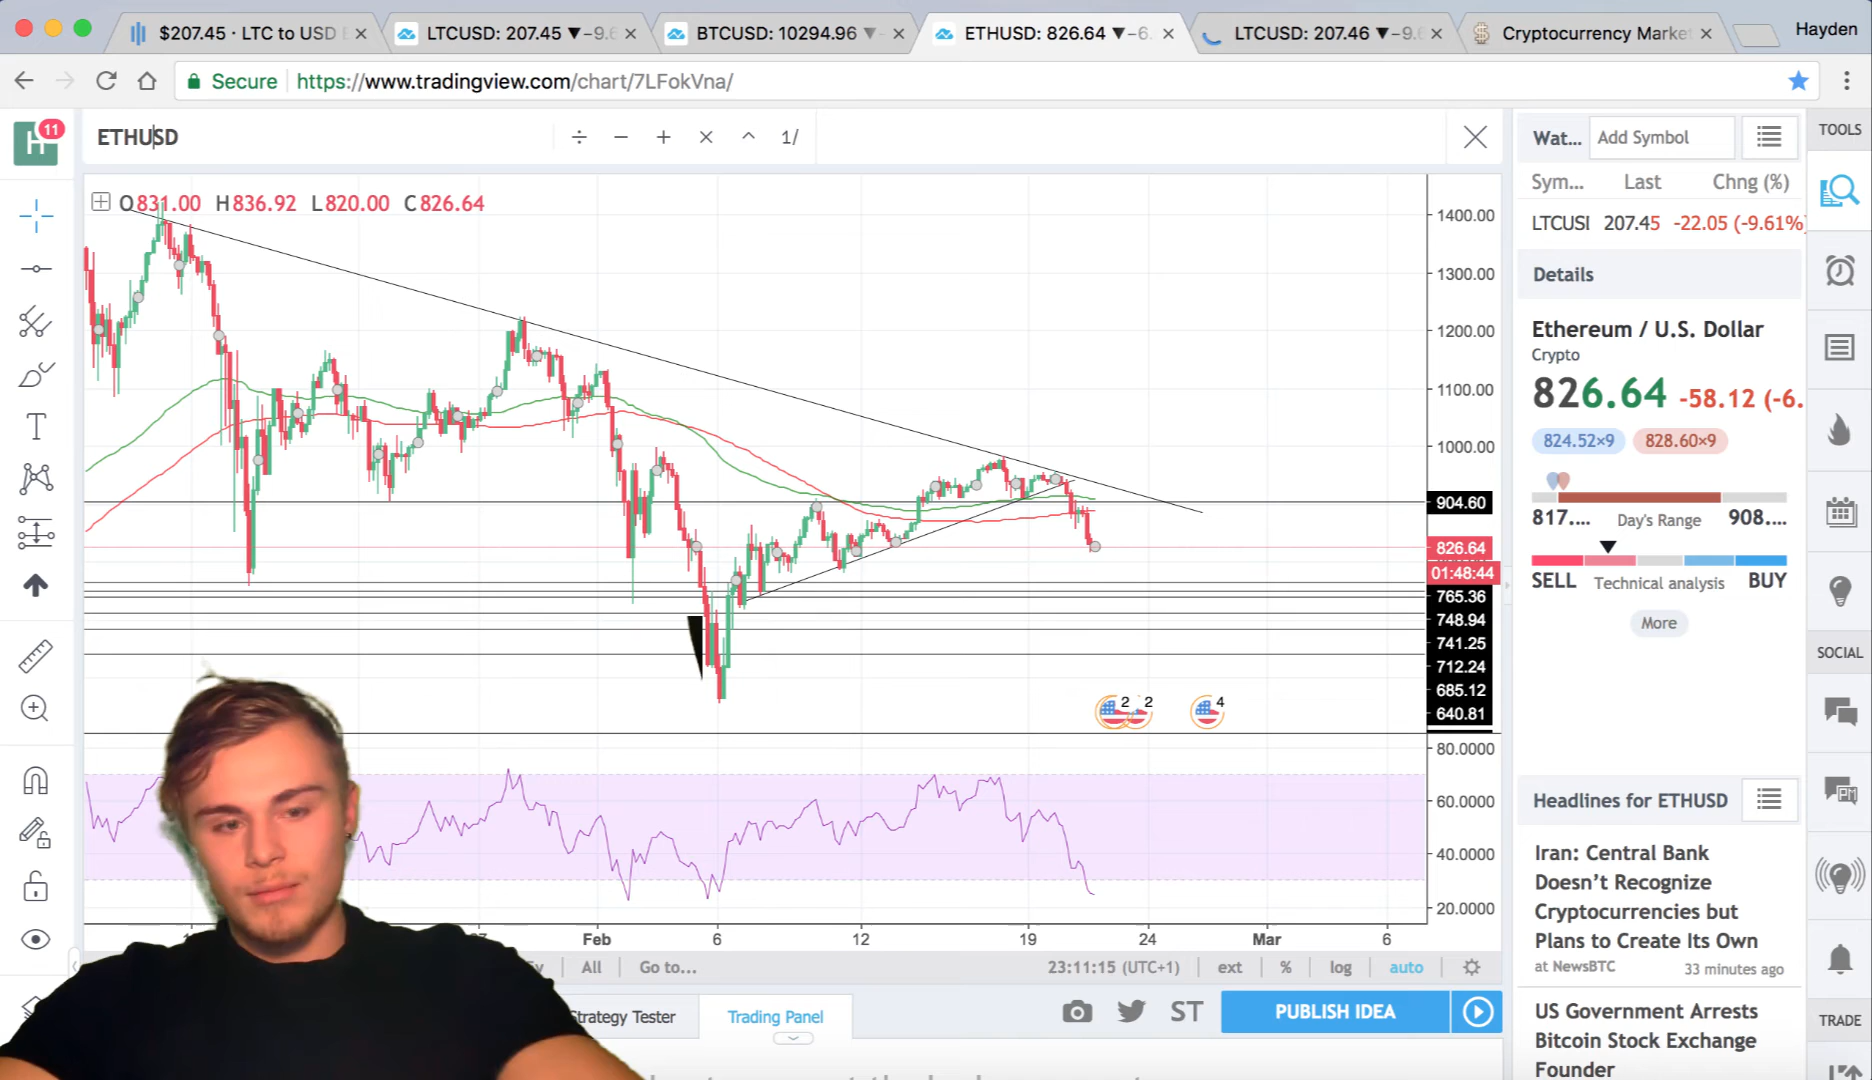 $207.45 · LTC to USD
LTCUSD: 207.45 ▼ -9.6
BTCUSD: 10294.96 ▼
ETHUSD: 826.64 ▼ -6.
LTCUSD: 207.46 ▼ -9.6
Cryptocurrency Market
Hayden
Secure
https://www.tradingview.com/chart/7LFokVna/
H
11
ETHUSD
÷ − + × ^ 1/
Wat...
Add Symbol
TOOLS
O831.00 H836.92 L820.00 C826.64
Sym... Last Chng (%)
LTCUSI 207.45 -22.05 (-9.61%)
Details
Ethereum / U.S. Dollar
Crypto
826.64 -58.12 (-6.
824.52×9 828.60×9
817.... Day's Range 908....
SELL Technical analysis BUY
More
SOCIAL
1400.00
1300.00
1200.00
1100.00
1000.00
904.60
826.64
01:48:44
765.36
748.94
741.25
712.24
685.12
640.81
2 2 4
80.0000
60.0000
40.0000
20.0000
Feb 6 12 19 24 Mar 6
All Go to... 23:11:15 (UTC+1) ext % log auto
Strategy Tester
Trading Panel
ST
PUBLISH IDEA
Headlines for ETHUSD
Iran: Central Bank
Doesn't Recognize
Cryptocurrencies but
Plans to Create Its Own
at NewsBTC 33 minutes ago
US Government Arrests
Bitcoin Stock Exchange
Founder
PM
TRADE